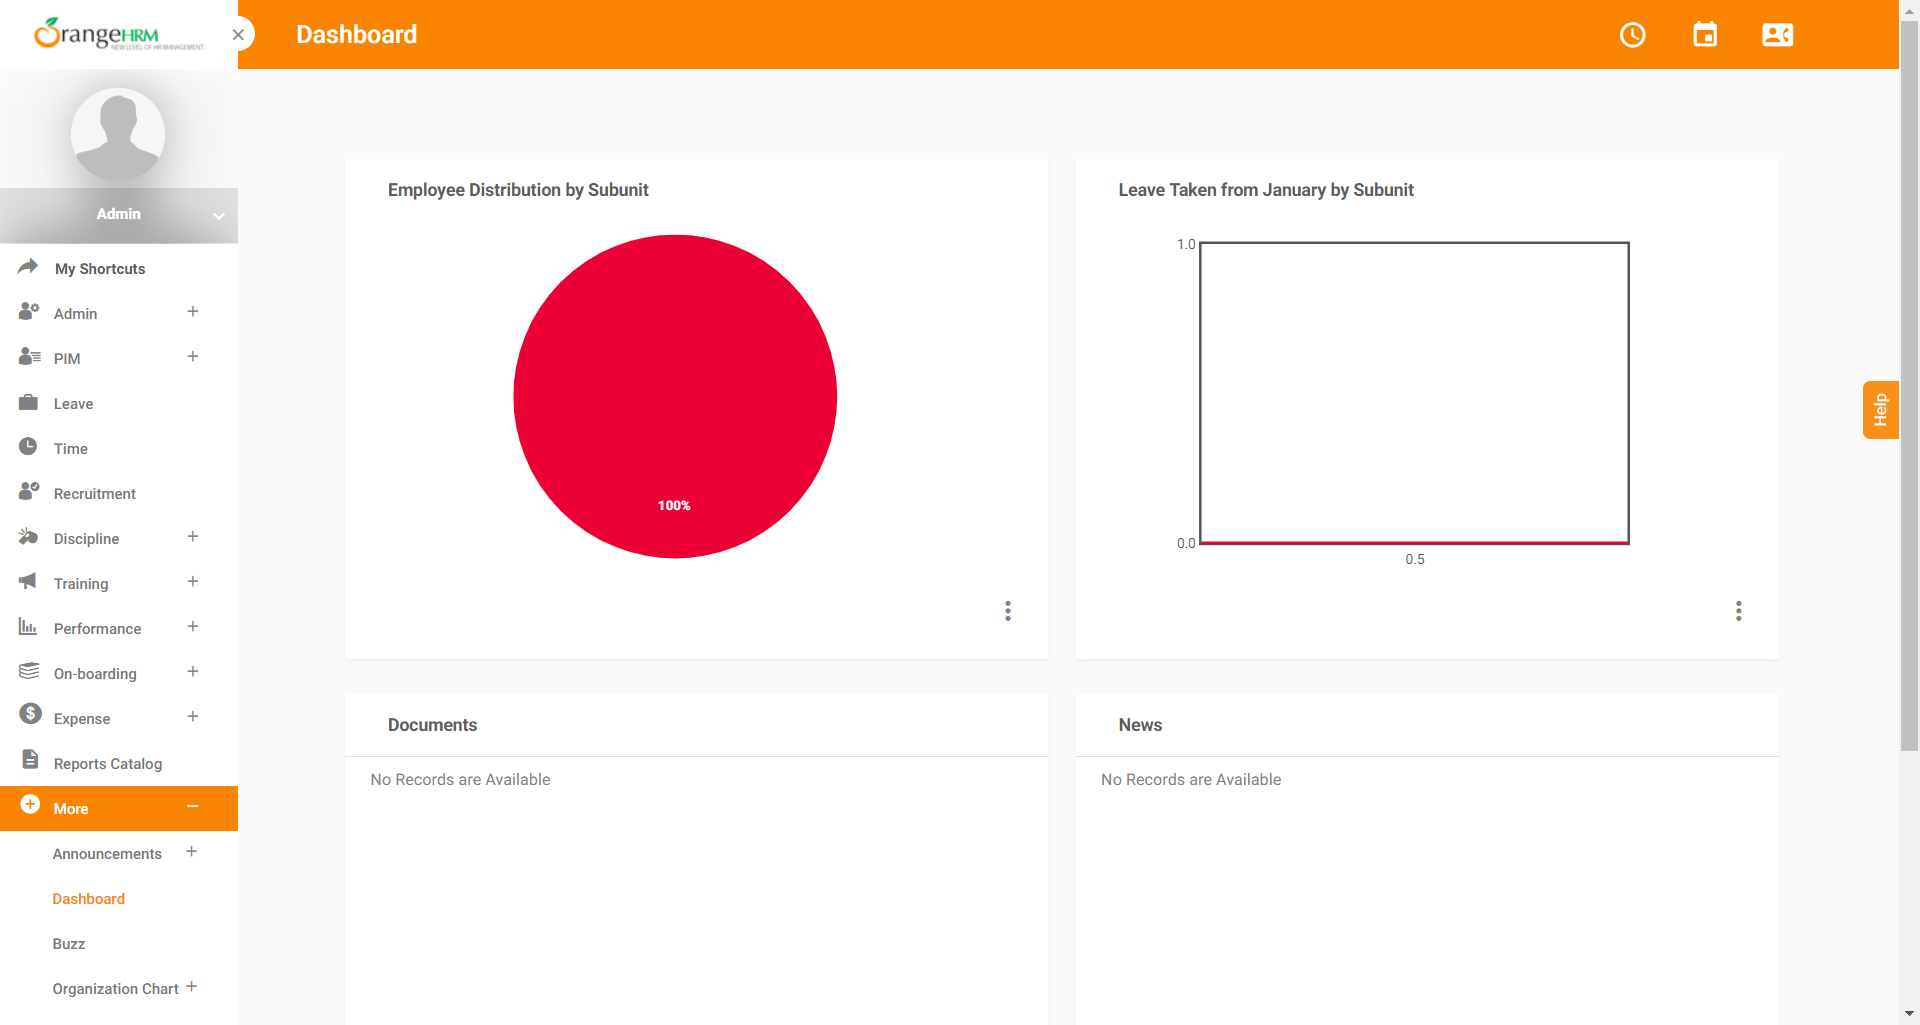 OrangeHRM
NEW LEVEL OF HR MANAGEMENT
Dashboard
Admin
My Shortcuts
Admin
PIM
Leave
Time
Recruitment
Discipline
Training
Performance
On-boarding
Expense
Reports Catalog
More
Announcements
Dashboard
Buzz
Organization Chart
Employee Distribution by Subunit
100%
Leave Taken from January by Subunit
1.0
0.0
0.5
Documents
No Records are Available
News
No Records are Available
Help